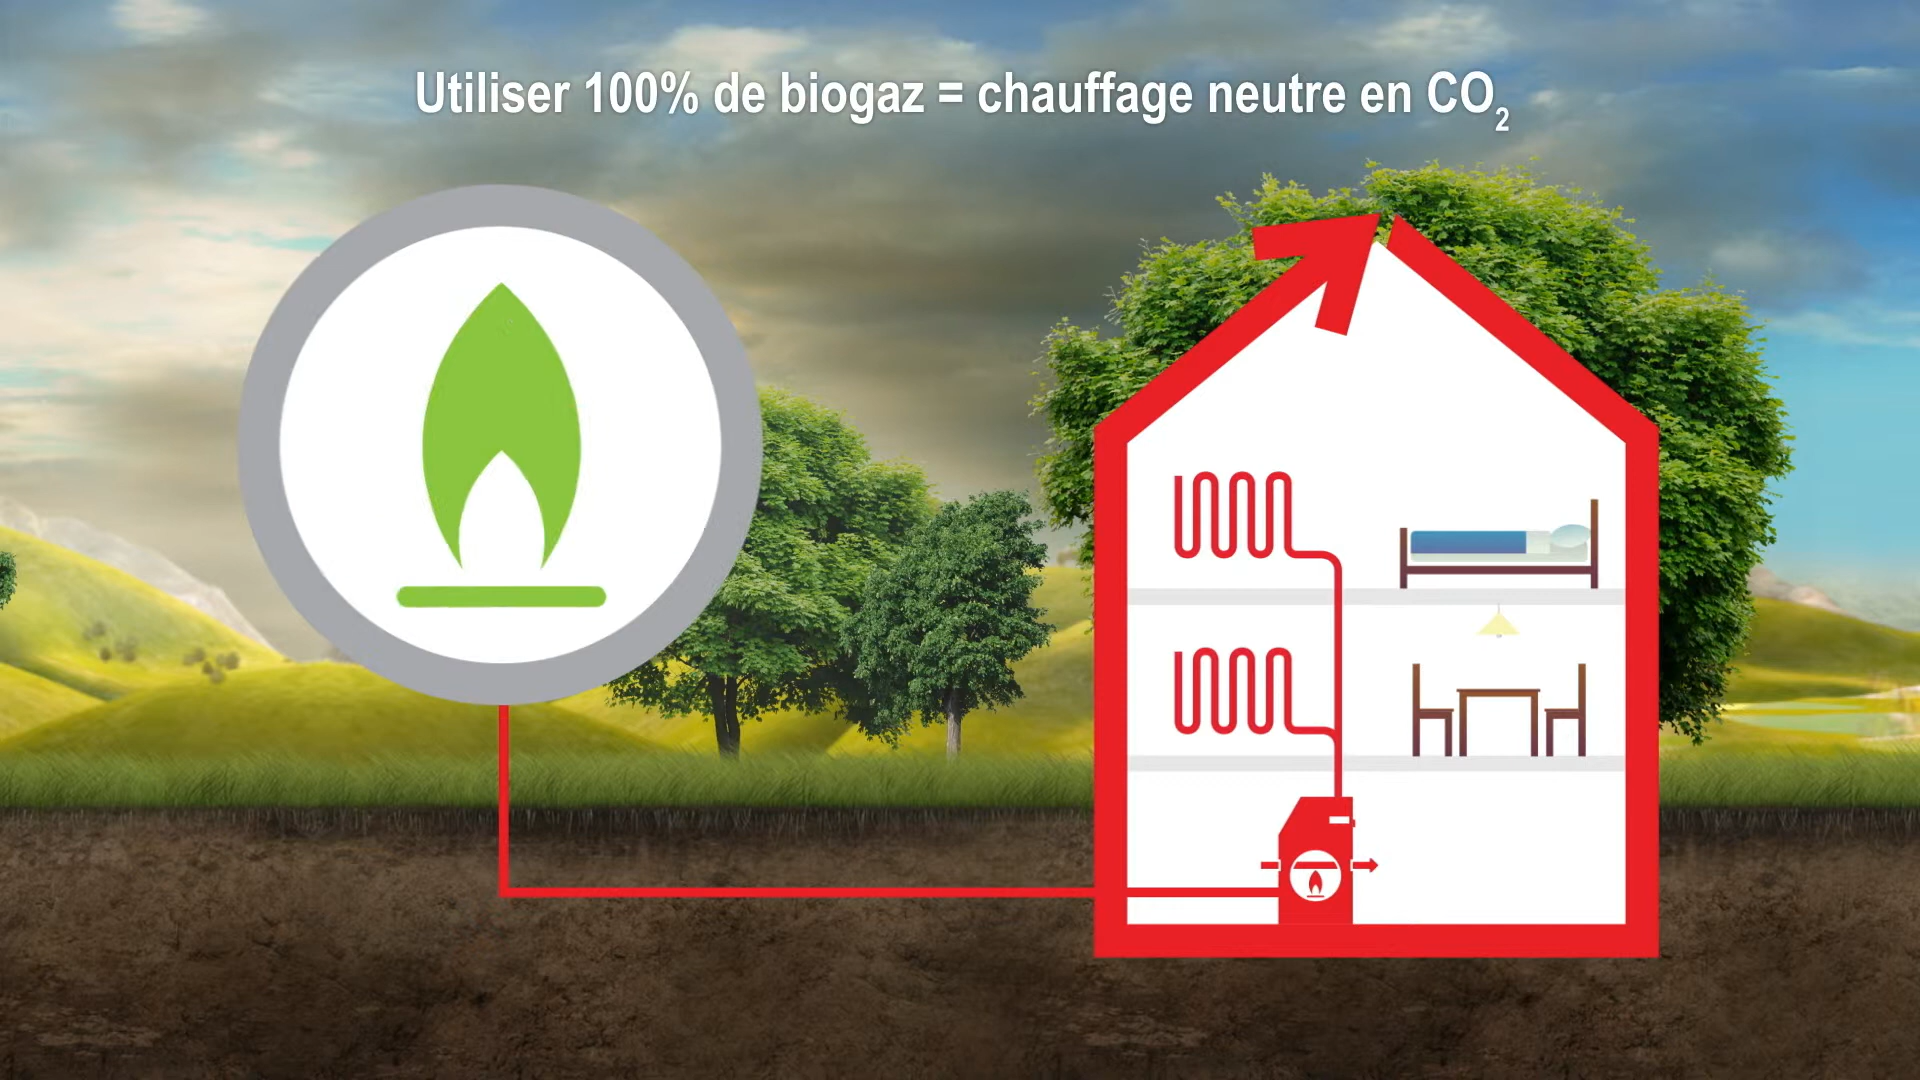 Utiliser 100% de biogaz = chauffage neutre en CO₂